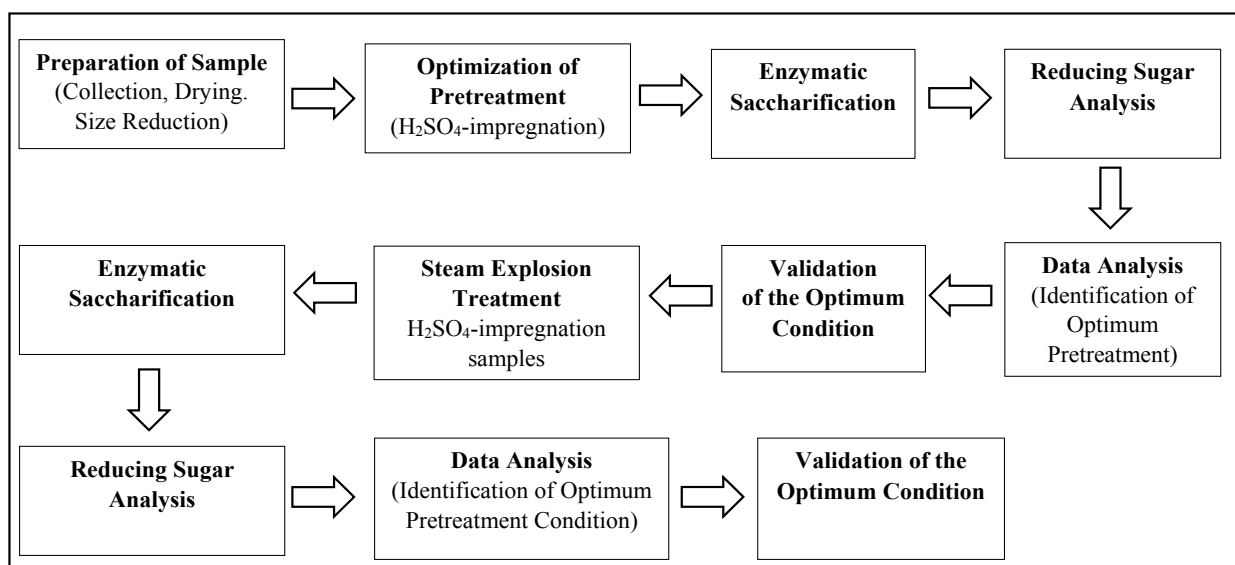 Preparation of Sample
(Collection, Drying.
Size Reduction)
Optimization of
Pretreatment
(H₂SO₄-impregnation)
Enzymatic
Saccharification
Reducing Sugar
Analysis
Data Analysis
(Identification of
Optimum
Pretreatment)
Validation
of the Optimum
Condition
Steam Explosion
Treatment
H₂SO₄-impregnation
samples
Enzymatic
Saccharification
Reducing Sugar
Analysis
Data Analysis
(Identification of Optimum
Pretreatment Condition)
Validation of the
Optimum Condition